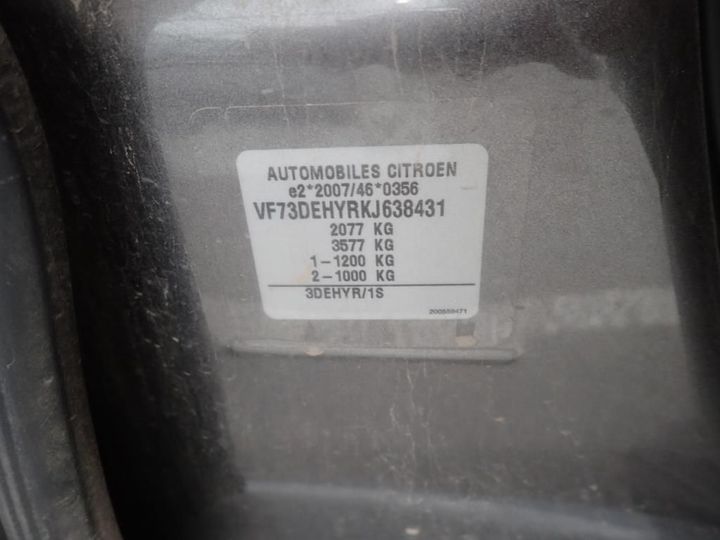 AUTOMOBILES CITROEN
e2*2007/46*0356
VF73DEHYRKJ638431
2077 KG
3577 KG
1-1200 KG
2-1000 KG
3DEHYR/1S